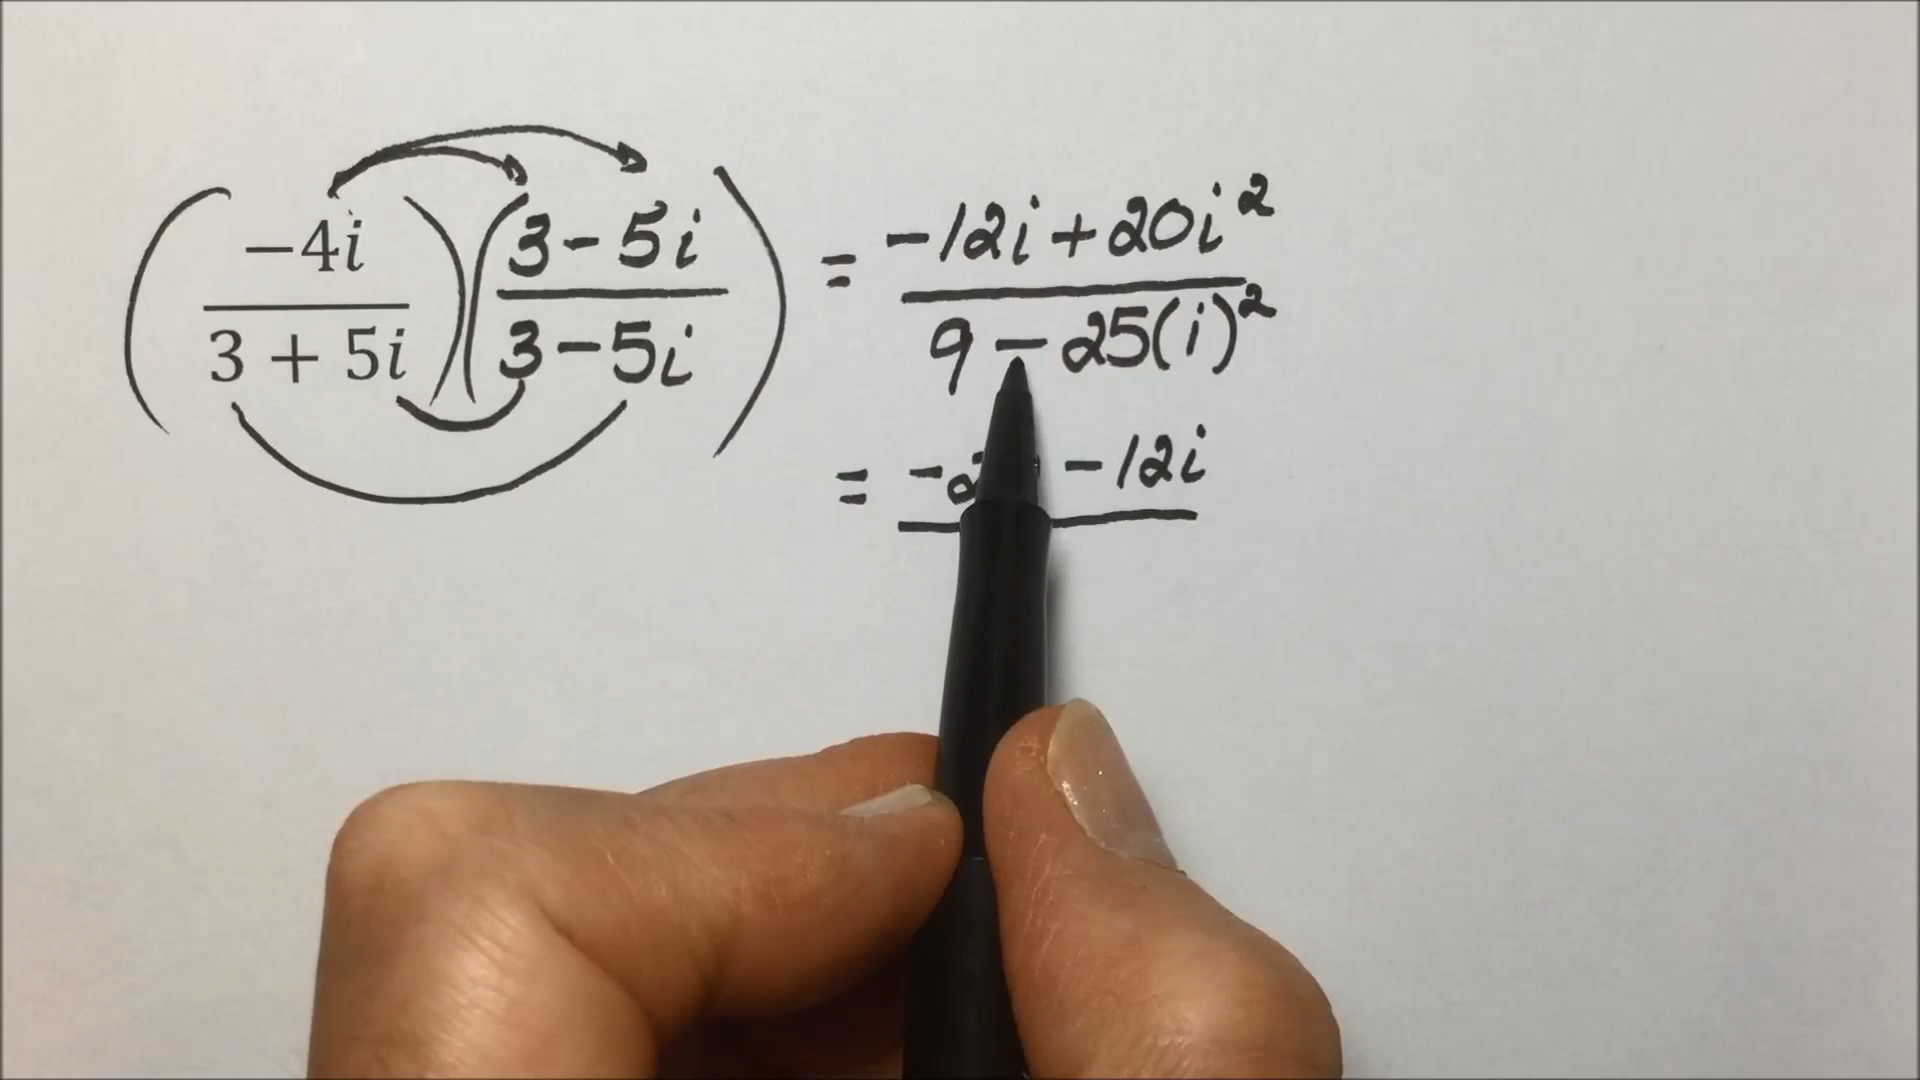 (−4i / 3 + 5i)(3 - 5i / 3 - 5i) = -12i + 20i² / 9 - 25(i)²
= - -12i